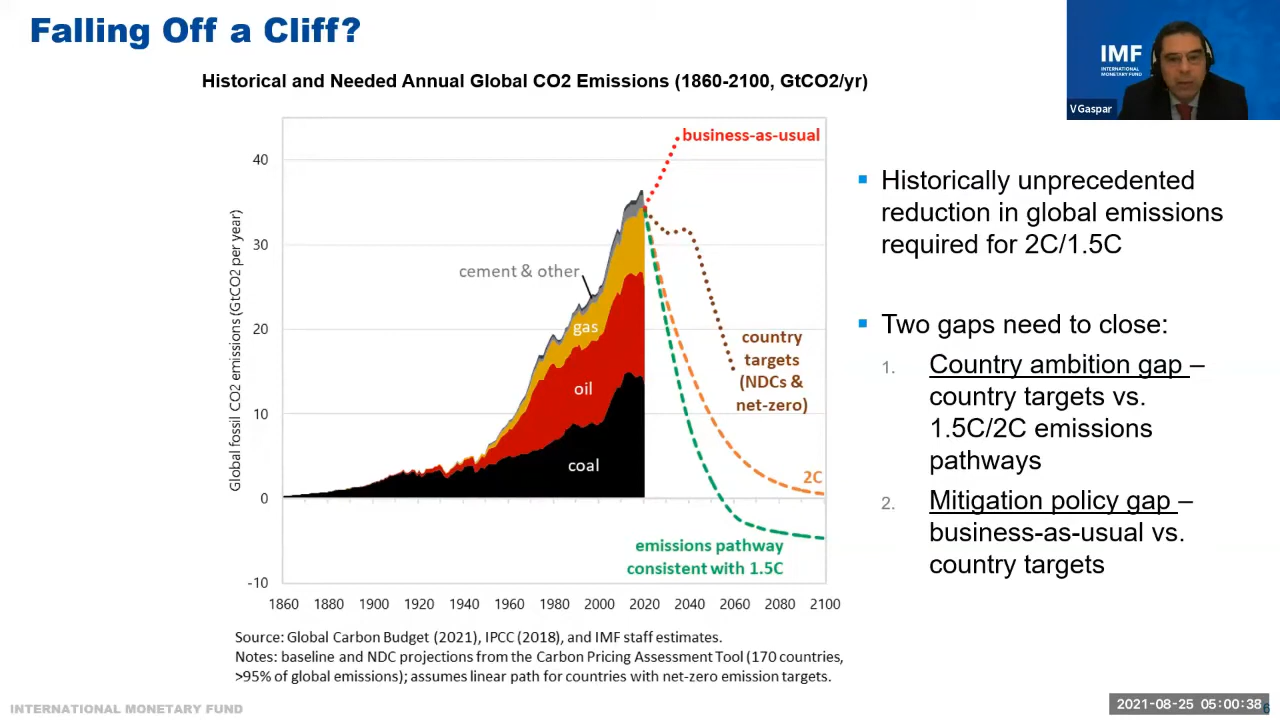 Falling Off a Cliff?
IMF
INTERNATIONAL
MONETARY FUND
V Gaspar
Historical and Needed Annual Global CO2 Emissions (1860-2100, GtCO2/yr)
Global fossil CO2 emissions (GtCO2 per year)
40
30
20
10
0
-10
1860
1880
1900
1920
1940
1960
1980
2000
2020
2040
2060
2080
2100
business-as-usual
cement & other
gas
oil
coal
country
targets
(NDCs &
net-zero)
2C
emissions pathway
consistent with 1.5C
Historically unprecedented
reduction in global emissions
required for 2C/1.5C
Two gaps need to close:
1. Country ambition gap –
country targets vs.
1.5C/2C emissions
pathways
2. Mitigation policy gap –
business-as-usual vs.
country targets
Source: Global Carbon Budget (2021), IPCC (2018), and IMF staff estimates.
Notes: baseline and NDC projections from the Carbon Pricing Assessment Tool (170 countries,
>95% of global emissions); assumes linear path for countries with net-zero emission targets.
INTERNATIONAL MONETARY FUND
2021-08-25 05:00:38
6